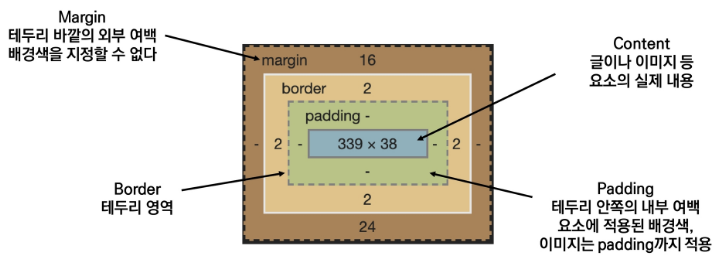 Margin
테두리 바깥의 외부 여백
배경색을 지정할 수 없다
Content
글이나 이미지 등
요소의 실제 내용
margin 16
border 2
padding -
- 2 - 339 × 38 - 2 -
-
2
24
Border
테두리 영역
Padding
테두리 안쪽의 내부 여백
요소에 적용된 배경색,
이미지는 padding까지 적용